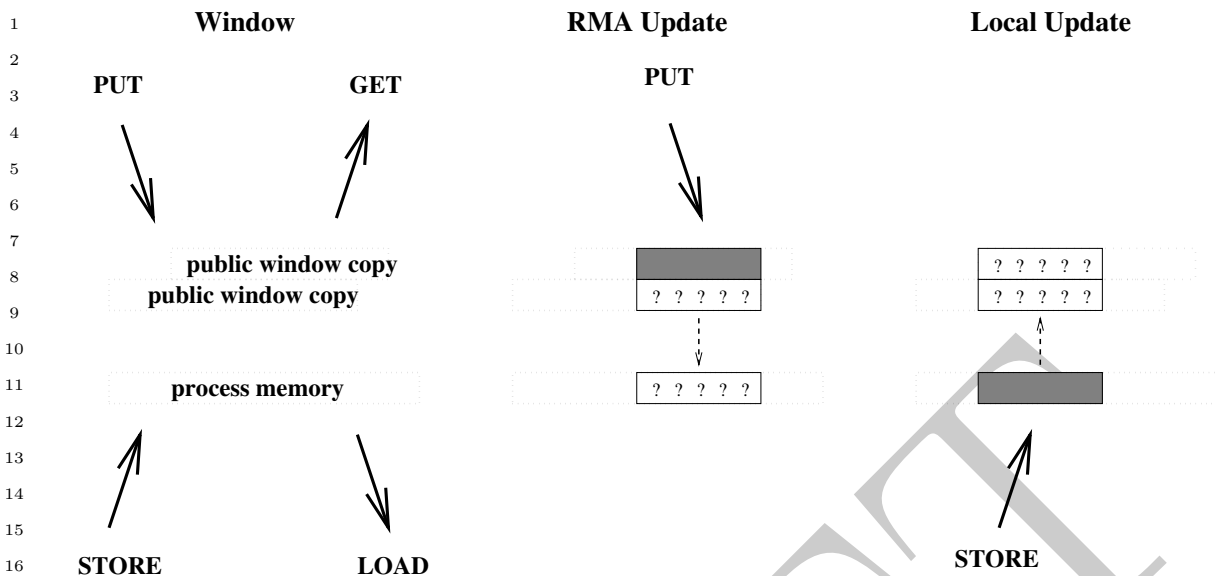 1 Window RMA Update Local Update
2
PUT GET PUT
3
4
5
6
7
public window copy ? ? ? ? ?
8
public window copy ? ? ? ? ? ? ? ? ? ?
9
10
11 process memory ? ? ? ? ?
12
13
14
15
16 STORE LOAD STORE